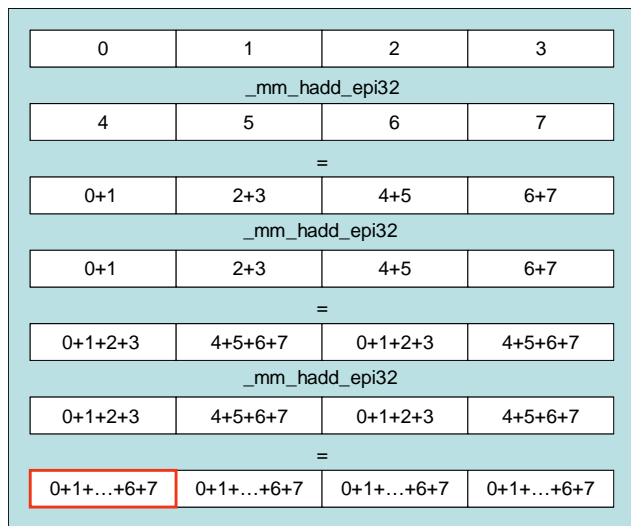 0 1 2 3
_mm_hadd_epi32
4 5 6 7
=
0+1 2+3 4+5 6+7
_mm_hadd_epi32
0+1 2+3 4+5 6+7
=
0+1+2+3 4+5+6+7 0+1+2+3 4+5+6+7
_mm_hadd_epi32
0+1+2+3 4+5+6+7 0+1+2+3 4+5+6+7
=
0+1+…+6+7 0+1+…+6+7 0+1+…+6+7 0+1+…+6+7